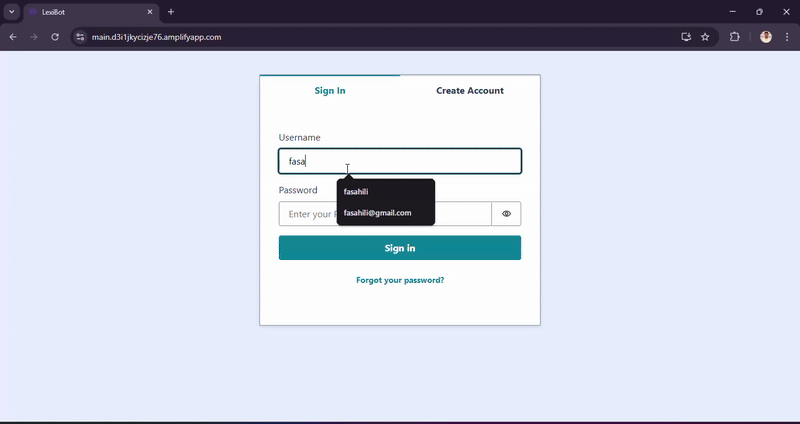 LexiBot
main.d3i1jkycizje76.amplifyapp.com
Sign In
Create Account
Username
fasa
fasahili
fasahili@gmail.com
Password
Enter your
Sign in
Forgot your password?